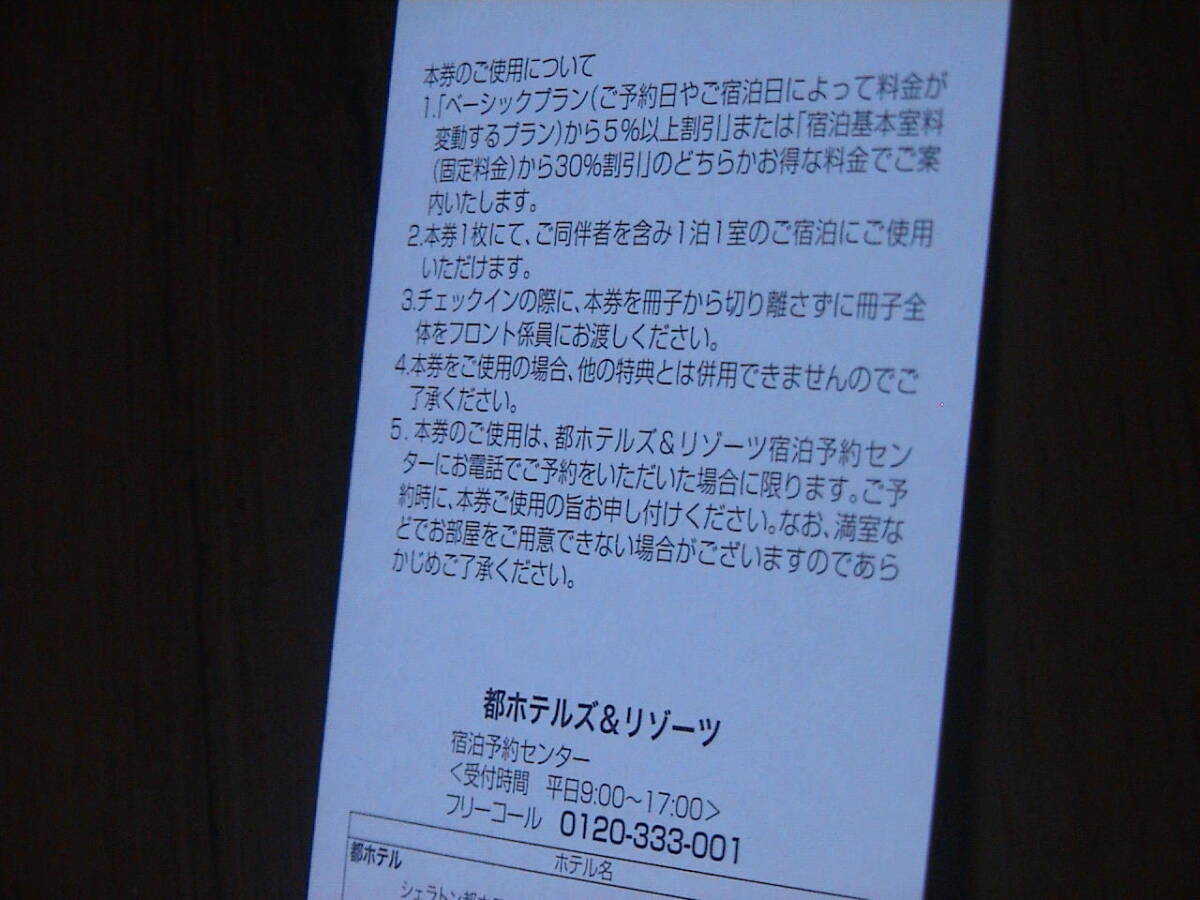 本券のご使用について
1.「ベーシックプラン(ご予約日やご宿泊日によって料金が
変動するプラン)から5%以上割引」または「宿泊基本室料
(固定料金)から30%割引」のどちらかお得な料金でご案
内いたします。
2.本券1枚にて、ご同伴者を含み1泊1室のご宿泊にご使用
いただけます。
3.チェックインの際に、本券を冊子から切り離さずに冊子全
体をフロント係員にお渡しください。
4.本券をご使用の場合、他の特典とは併用できませんのでご
了承ください。
5.本券のご使用は、都ホテルズ&リゾーツ宿泊予約セン
ターにお電話でご予約をいただいた場合に限ります。ご予
約時に、本券ご使用の旨お申し付けください。なお、満室な
どでお部屋をご用意できない場合がございますのであら
かじめご了承ください。
都ホテルズ&リゾーツ
宿泊予約センター
<受付時間 平日9:00~17:00>
フリーコール 0120-333-001
ホテル名
都ホテル
シェラトン都